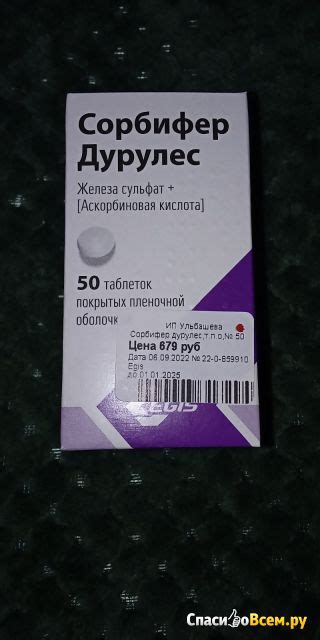 Сорбифер
Дурулес
Железа сульфат +
[Аскорбиновая кислота]
50 таблеток
покрытых пленочной
оболочк
ИП Ульбашева
Сорбифер дурулес,т.п.о,№ 50
Цена 679 руб
Дата 06.09.2022 № 22-0-859910
Egis
до 01.01.2025
EGIS
СпасибоВсем.ру